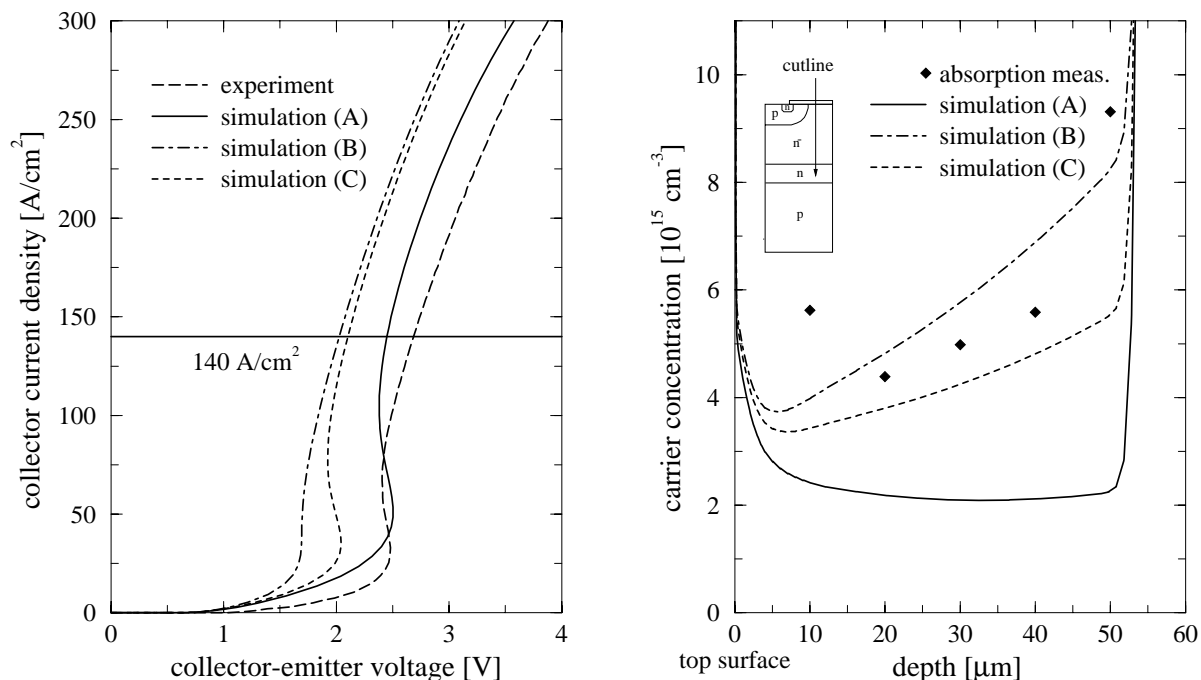 300
250
200
150
100
50
0
collector current density [A/cm²]
experiment
simulation (A)
simulation (B)
simulation (C)
140 A/cm²
0 1 2 3 4
collector-emitter voltage [V]
10
8
6
4
2
0
carrier concentration [10¹⁵ cm⁻³]
cutline
p n
n⁻
n
p
absorption meas.
simulation (A)
simulation (B)
simulation (C)
0 10 20 30 40 50 60
top surface
depth [μm]